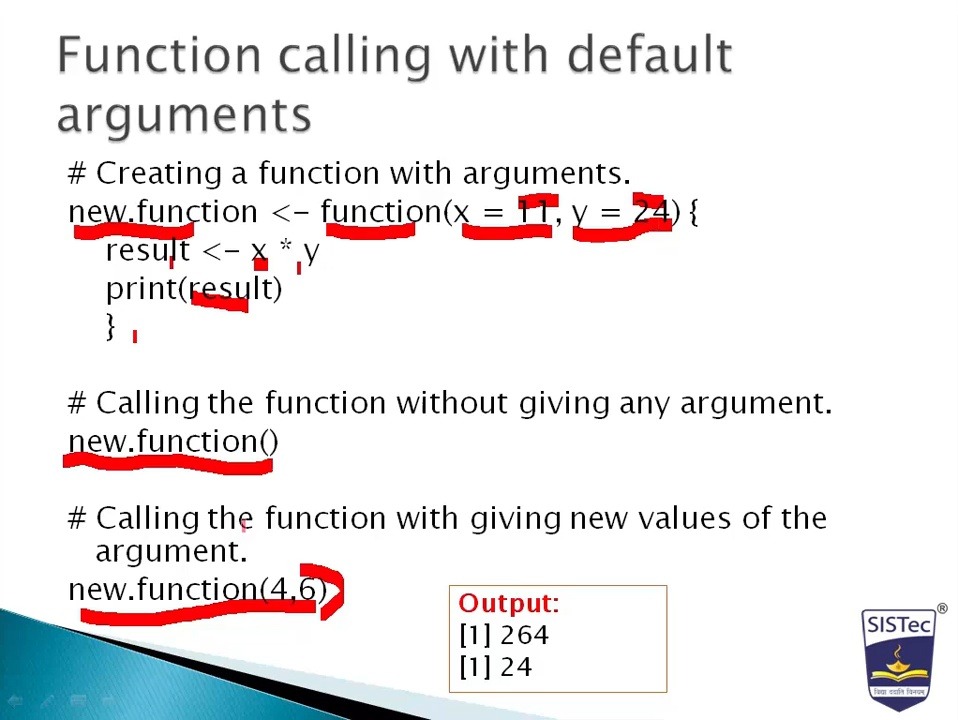 Function calling with default
arguments
# Creating a function with arguments.
new.function <- function(x = 11, y = 24) {
result <- x * y
print(result)
}
# Calling the function without giving any argument.
new.function()
# Calling the function with giving new values of the
argument.
new.function(4,6)
Output:
[1] 264
[1] 24
SISTec ®
विद्या ददाति विनयम्